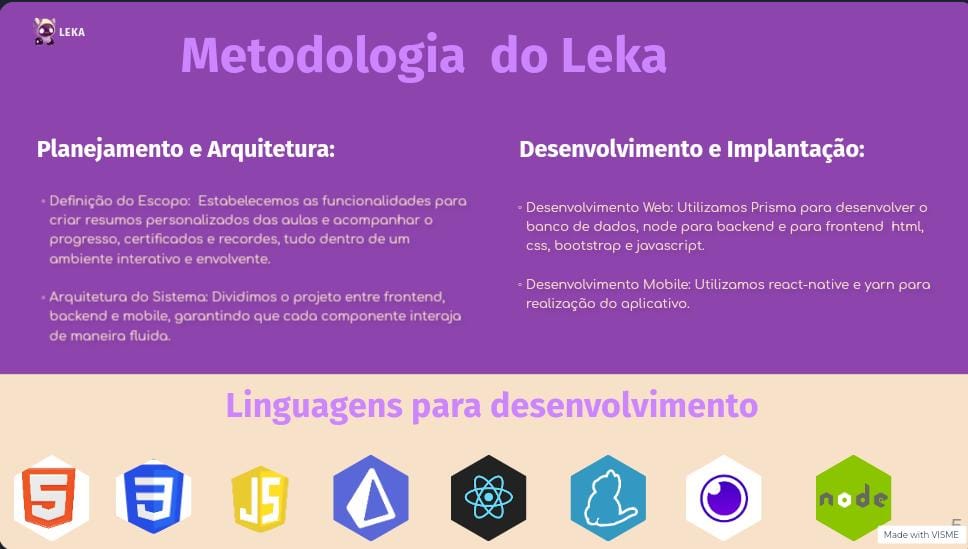 LEKA
Metodologia do Leka
Planejamento e Arquitetura:
◦ Definição do Escopo: Estabelecemos as funcionalidades para
criar resumos personalizados das aulas e acompanhar o
progresso, certificados e recordes, tudo dentro de um
ambiente interativo e envolvente.
◦ Arquitetura do Sistema: Dividimos o projeto entre frontend,
backend e mobile, garantindo que cada componente interaja
de maneira fluida.
Desenvolvimento e Implantação:
◦ Desenvolvimento Web: Utilizamos Prisma para desenvolver o
banco de dados, node para backend e para frontend html,
css, bootstrap e javascript.
◦ Desenvolvimento Mobile: Utilizamos react-native e yarn para
realização do aplicativo.
Linguagens para desenvolvimento
5
3
JS
node
5
Made with VISME